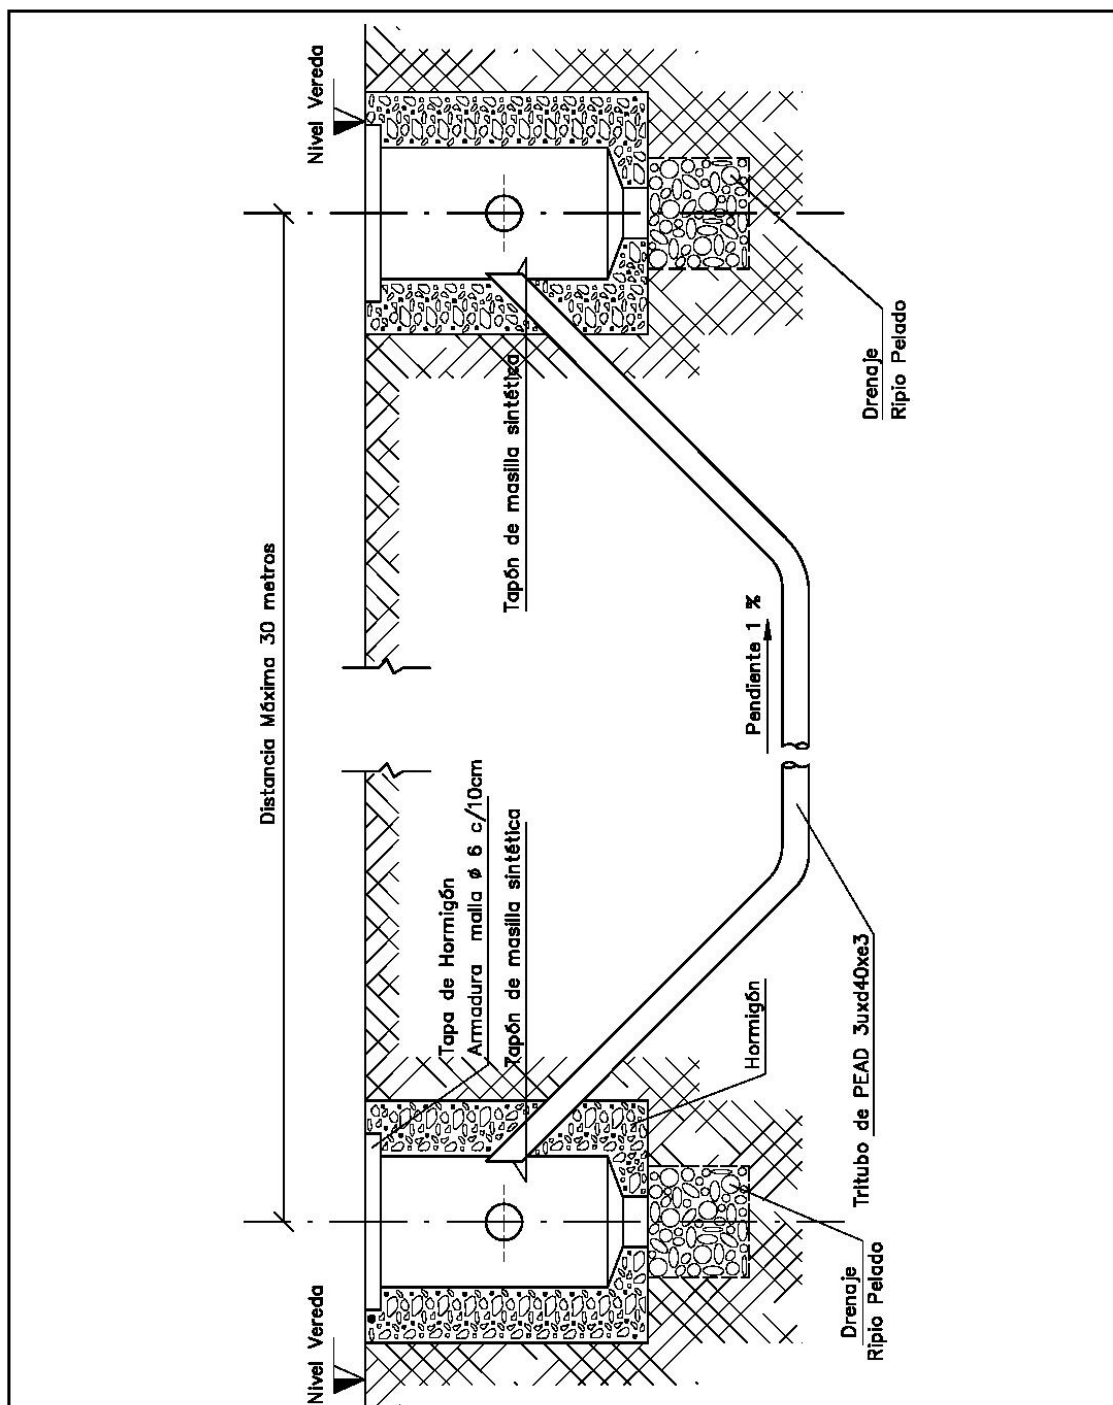 Nivel Vereda
Nivel Vereda
Distancia Máxima 30 metros
Tapa de Hormigón
Armadura malla ø 6 c/10cm
Tapón de masilla sintética
Tapón de masilla sintética
Pendiente 1 %
Hormigón
Tritubo de PEAD 3uxd40xe3
Drenaje
Ripio Pelado
Drenaje
Ripio Pelado